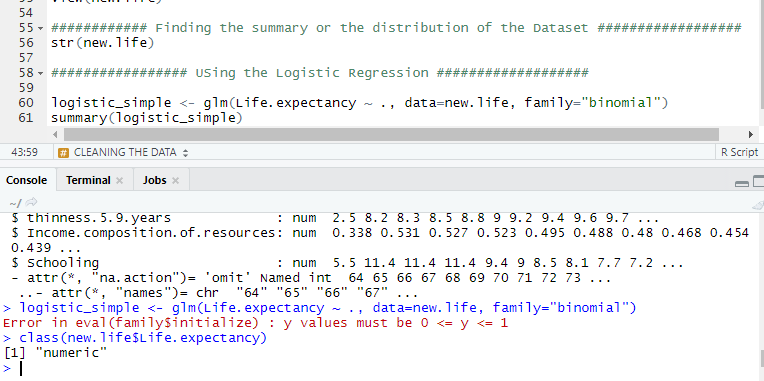 54
55 ############ Finding the summary or the distribution of the Dataset ##################
56 str(new.life)
57
58 ################# USing the Logistic Regression ###################
59
60 logistic_simple <- glm(Life.expectancy ~ ., data=new.life, family="binomial")
61 summary(logistic_simple)
43:59 # CLEANING THE DATA R Script
Console Terminal × Jobs ×
~/
$ thinness.5.9.years : num 2.5 8.2 8.3 8.5 8.8 9 9.2 9.4 9.6 9.7 ...
$ Income.composition.of.resources: num 0.338 0.531 0.527 0.523 0.495 0.488 0.48 0.468 0.454
0.439 ...
$ Schooling : num 5.5 11.4 11.4 11.4 9.4 9 8.5 8.1 7.7 7.2 ...
- attr(*, "na.action")= 'omit' Named int 64 65 66 67 68 69 70 71 72 73 ...
..- attr(*, "names")= chr "64" "65" "66" "67" ...
> logistic_simple <- glm(Life.expectancy ~ ., data=new.life, family="binomial")
Error in eval(family$initialize) : y values must be 0 <= y <= 1
> class(new.life$Life.expectancy)
[1] "numeric"
>